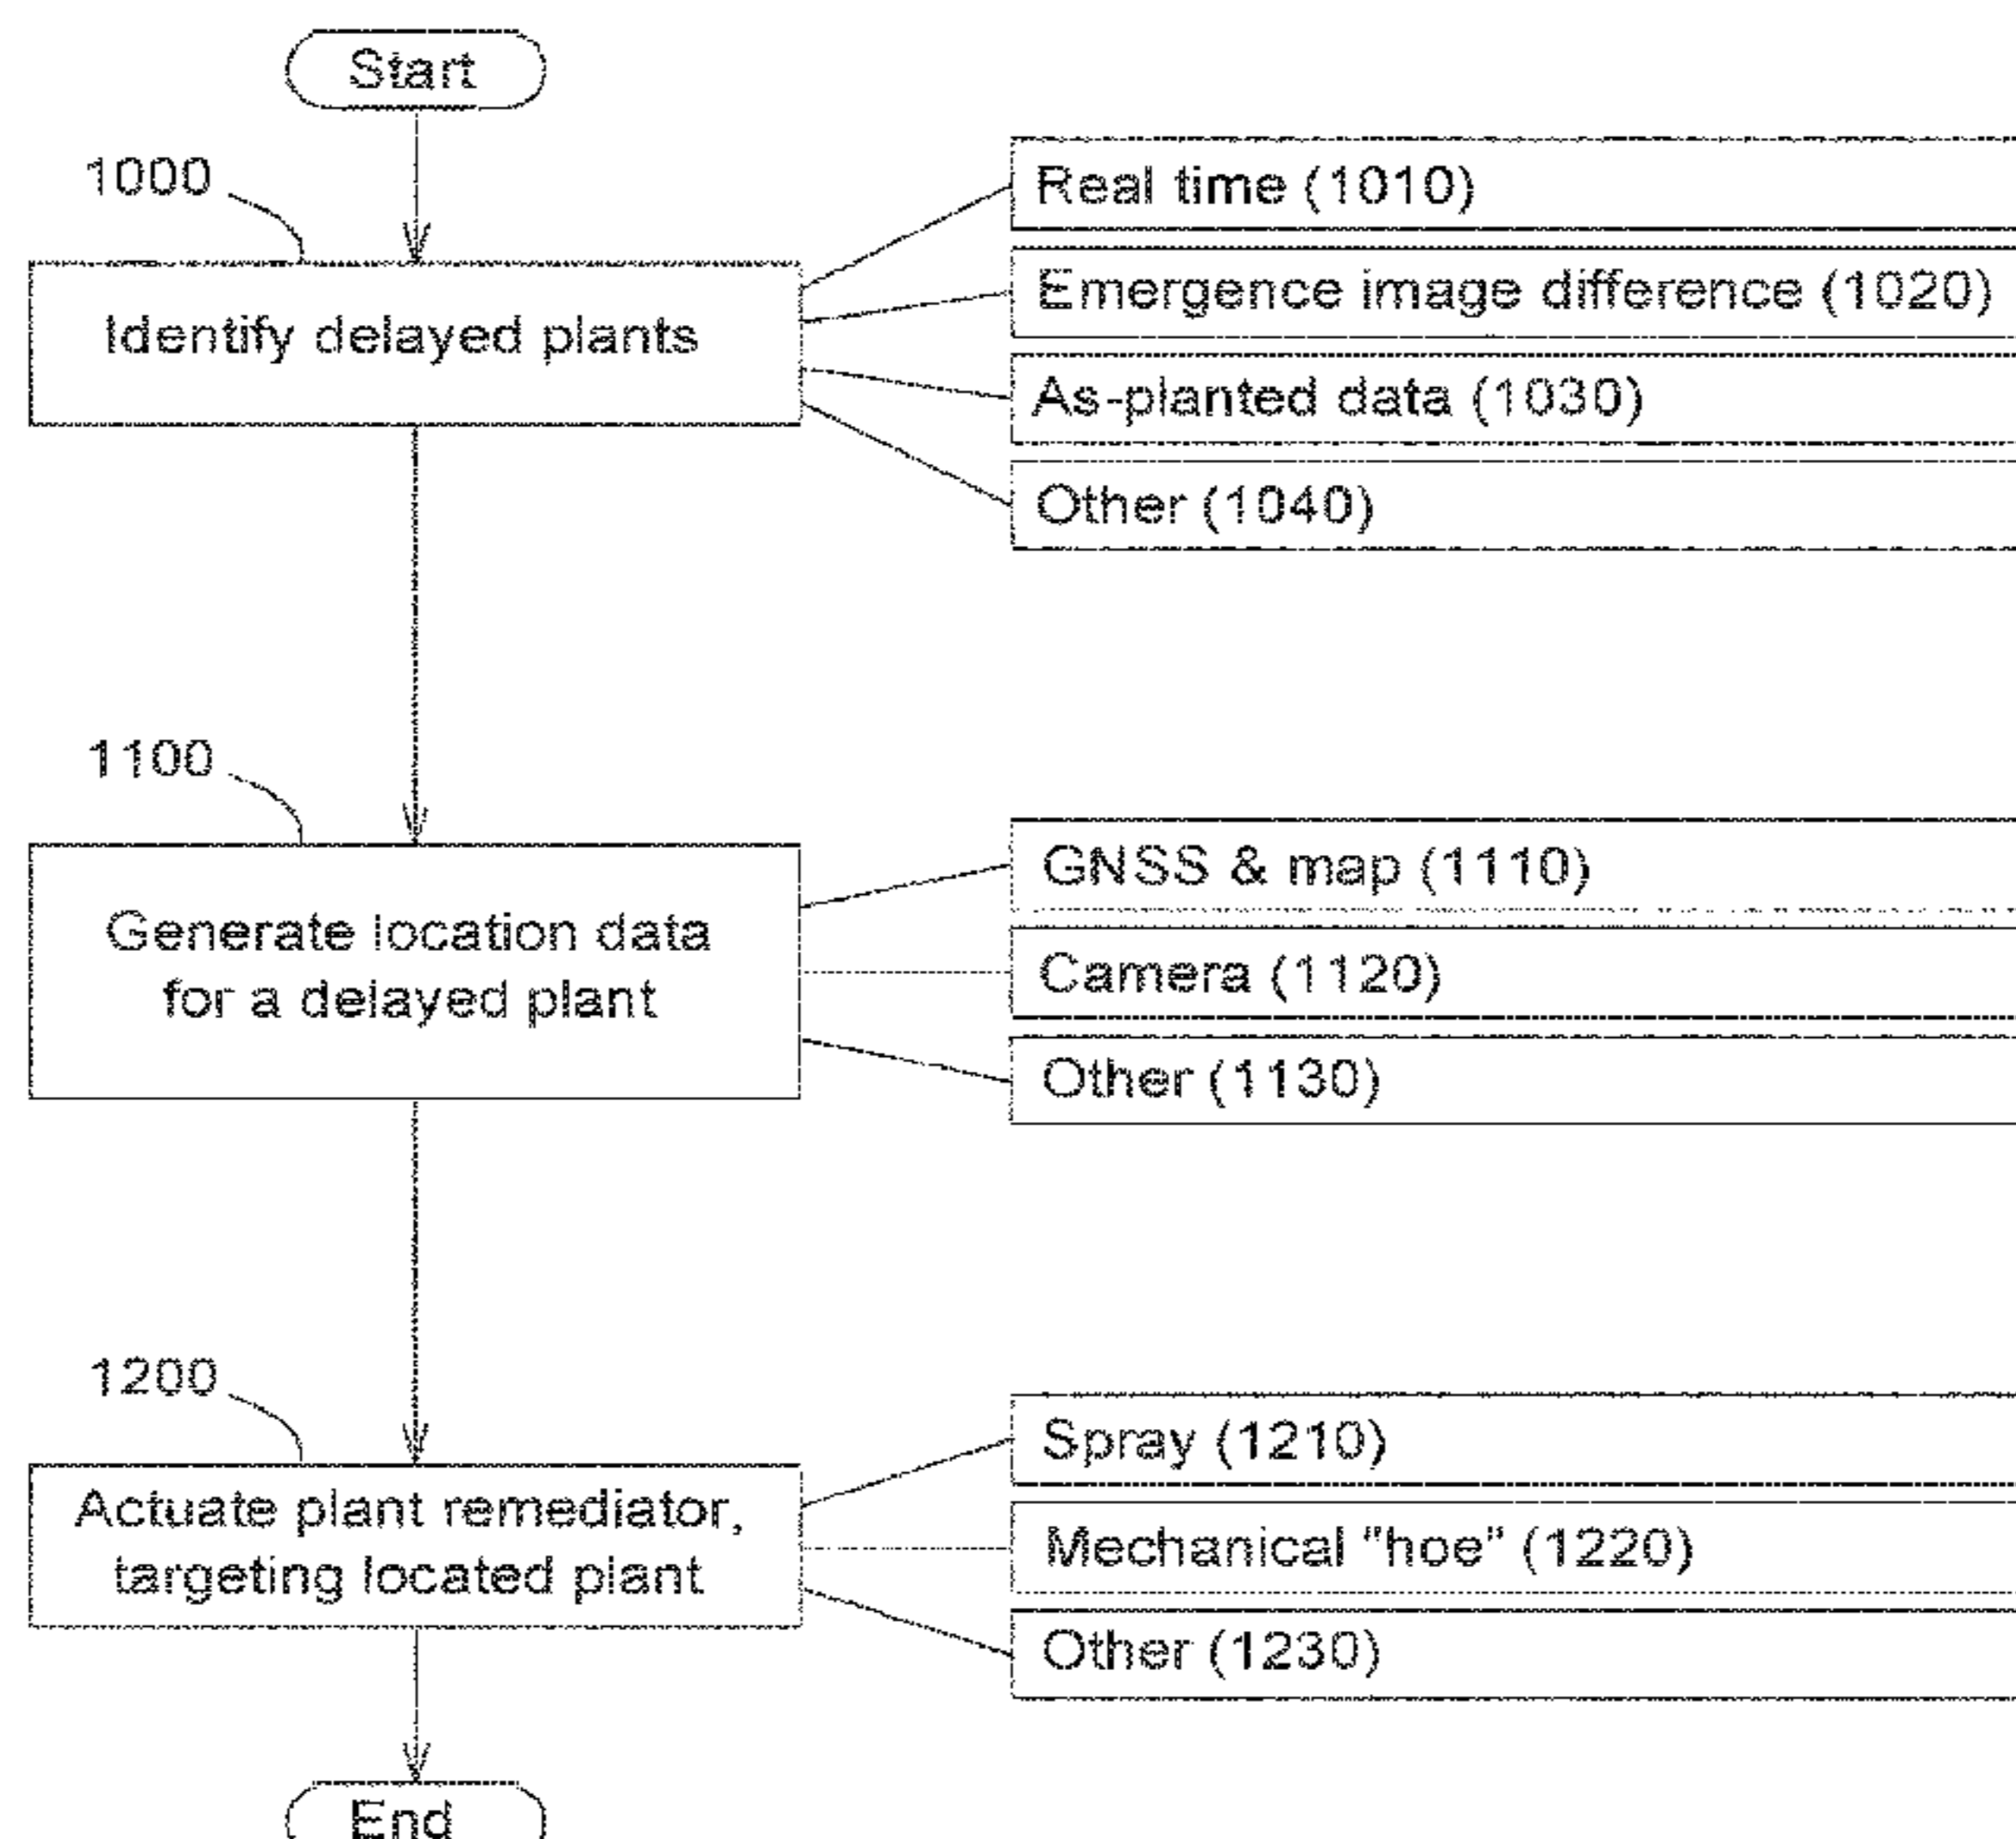 Start
1000
Identify delayed plants
Real time (1010)
Emergence image difference (1020)
As-planted data (1030)
Other (1040)
1100
Generate location data
for a delayed plant
GNSS & map (1110)
Camera (1120)
Other (1130)
1200
Actuate plant remediator,
targeting located plant
Spray (1210)
Mechanical "hoe" (1220)
Other (1230)
End